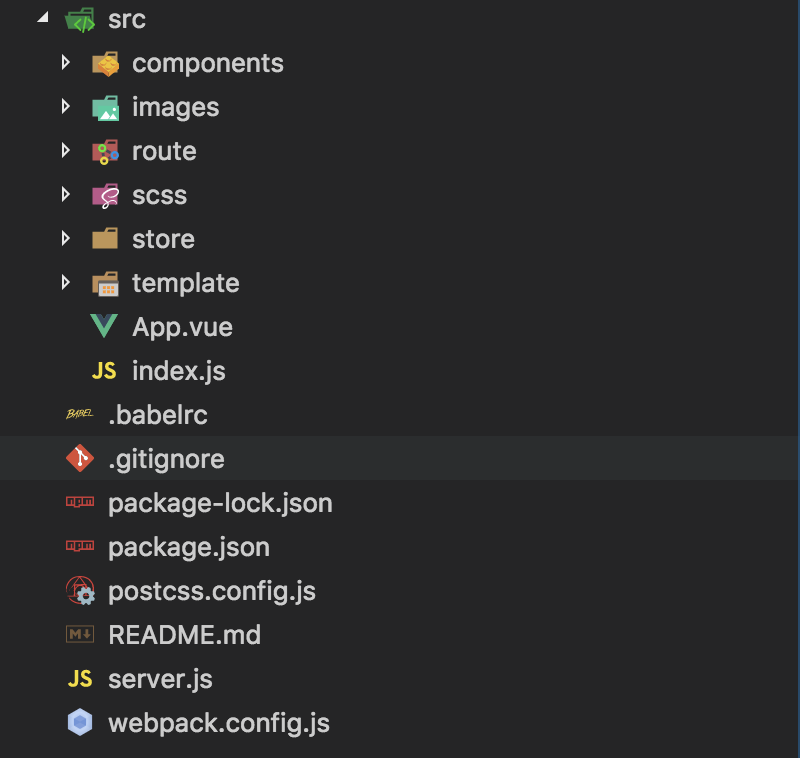 src
components
images
route
scss
store
template
App.vue
JS index.js
BABEL .babelrc
.gitignore
package-lock.json
package.json
postcss.config.js
M README.md
JS server.js
webpack.config.js